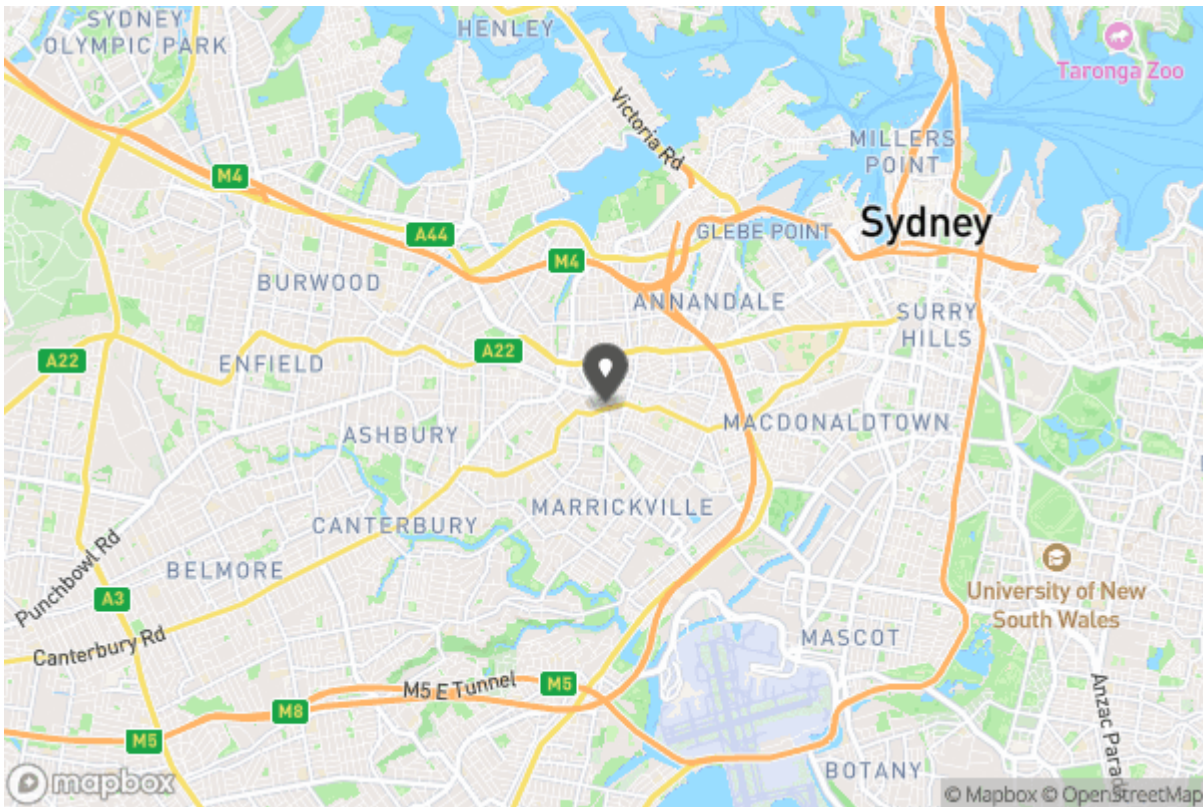 SYDNEY
OLYMPIC PARK
HENLEY
Taronga Zoo
Victoria Rd
MILLERS
POINT
M4
Sydney
GLEBE POINT
A44
M4
BURWOOD
ANNANDALE
SURRY
HILLS
A22
A22
ENFIELD
MACDONALDTOWN
ASHBURY
MARRICKVILLE
CANTERBURY
Punchbowl Rd
BELMORE
University of New
South Wales
A3
Canterbury Rd
MASCOT
M5 E Tunnel
M5
M8
Anzac Parad
M5
BOTANY
mapbox
© Mapbox © OpenStreetMap